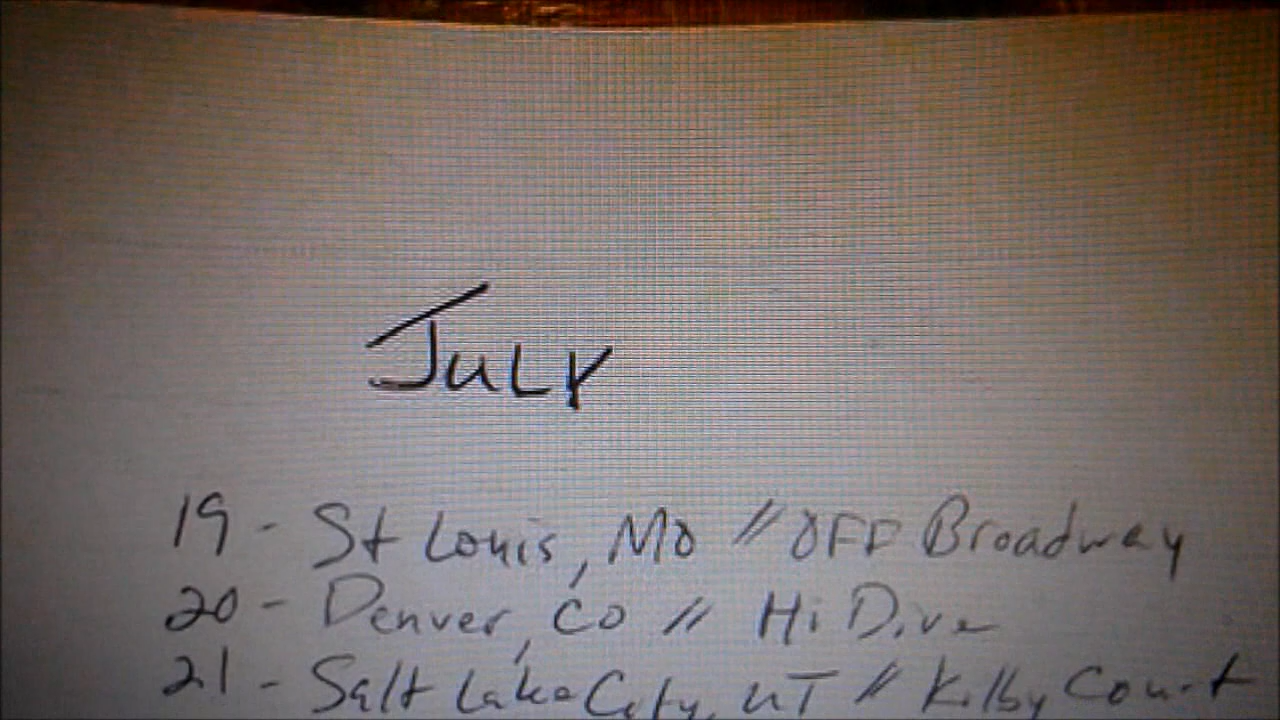 JuLY
19 - St Louis, MO // OFF Broadway
20 - Denver, CO // Hi Dive
21 - Salt Lake City, UT // Kilby Court